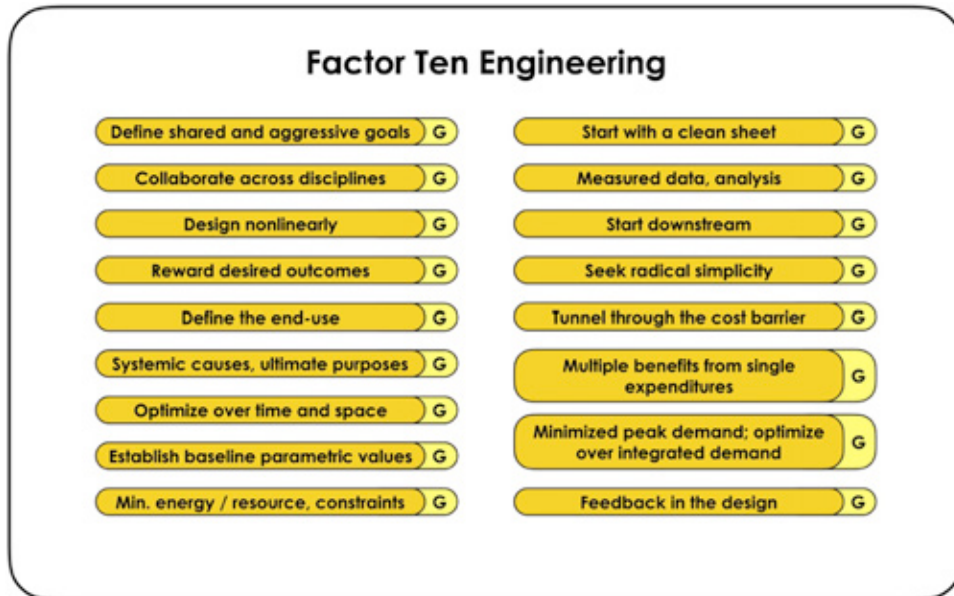 Factor Ten Engineering
Define shared and aggressive goals G
Collaborate across disciplines G
Design nonlinearly G
Reward desired outcomes G
Define the end-use G
Systemic causes, ultimate purposes G
Optimize over time and space G
Establish baseline parametric values G
Min. energy / resource, constraints G
Start with a clean sheet G
Measured data, analysis G
Start downstream G
Seek radical simplicity G
Tunnel through the cost barrier G
Multiple benefits from single
expenditures G
Minimized peak demand; optimize
over integrated demand G
Feedback in the design G